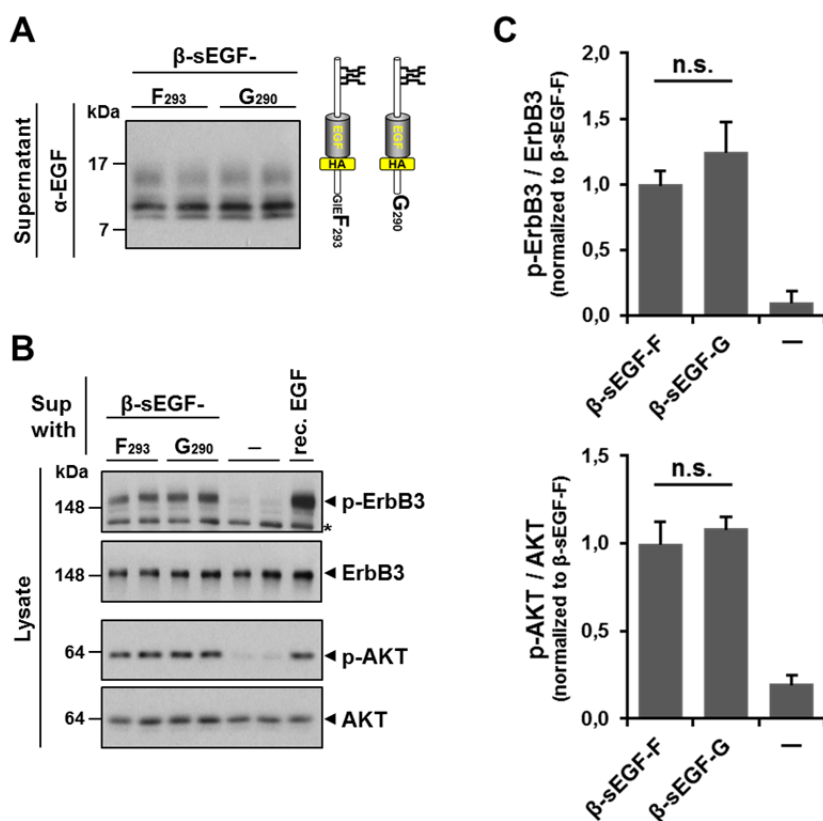 A
β-sEGF-
F293 G290
kDa
17
7
Supernatant
α-EGF
EGF
HA
GIEF293
EGF
HA
G290
B
Sup with
β-sEGF-
F293 G290 – rec. EGF
kDa
148
p-ErbB3
*
148
ErbB3
64
p-AKT
64
AKT
Lysate
C
p-ErbB3 / ErbB3
(normalized to β-sEGF-F)
2,0
1,5
1,0
0,5
0,0
n.s.
β-sEGF-F β-sEGF-G –
p-AKT / AKT
(normalized to β-sEGF-F)
1,5
1,0
0,5
0,0
n.s.
β-sEGF-F β-sEGF-G –